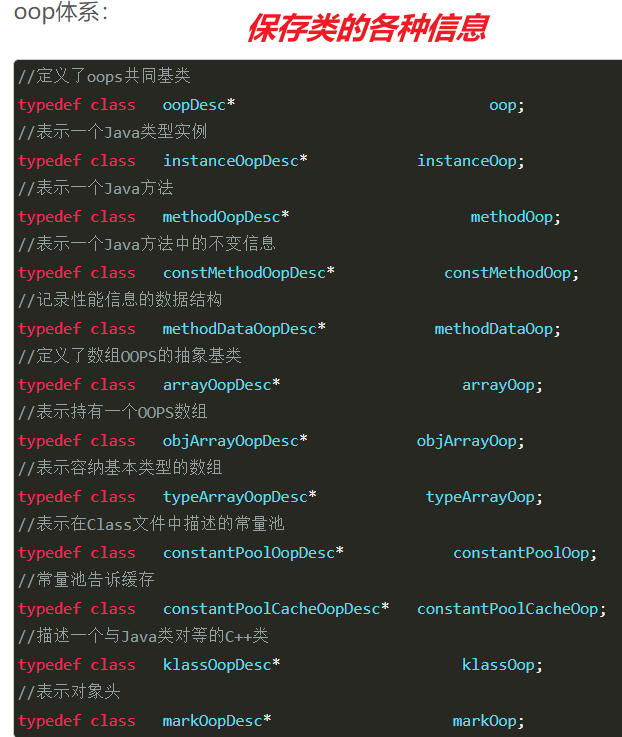 oop体系：
保存类的各种信息
//定义了oops共同基类
typedef class oopDesc* oop;
//表示一个Java类型实例
typedef class instanceOopDesc* instanceOop;
//表示一个Java方法
typedef class methodOopDesc* methodOop;
//表示一个Java方法中的不变信息
typedef class constMethodOopDesc* constMethodOop;
//记录性能信息的数据结构
typedef class methodDataOopDesc* methodDataOop;
//定义了数组OOPS的抽象基类
typedef class arrayOopDesc* arrayOop;
//表示持有一个OOPS数组
typedef class objArrayOopDesc* objArrayOop;
//表示容纳基本类型的数组
typedef class typeArrayOopDesc* typeArrayOop;
//表示在Class文件中描述的常量池
typedef class constantPoolOopDesc* constantPoolOop;
//常量池告诉缓存
typedef class constantPoolCacheOopDesc* constantPoolCacheOop;
//描述一个与Java类对等的C++类
typedef class klassOopDesc* klassOop;
//表示对象头
typedef class markOopDesc* markOop;